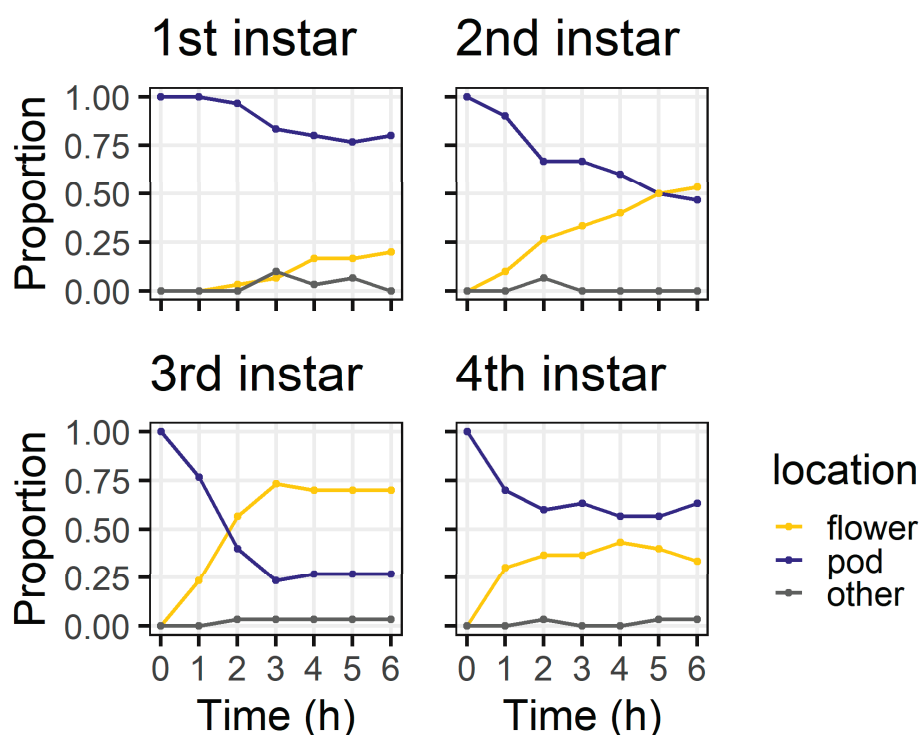 1st instar
2nd instar
Proportion
1.00
0.75
0.50
0.25
0.00
3rd instar
4th instar
Proportion
1.00
0.75
0.50
0.25
0.00
0 1 2 3 4 5 6
0 1 2 3 4 5 6
Time (h)
Time (h)
location
flower
pod
other